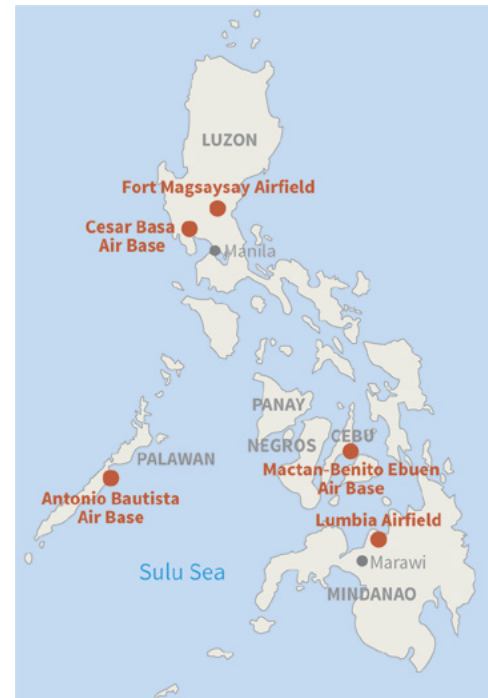 LUZON
Fort Magsaysay Airfield
Cesar Basa
Air Base
Manila
PANAY
CEBU
NEGROS
PALAWAN
Mactan-Benito Ebuen
Air Base
Antonio Bautista
Air Base
Lumbia Airfield
Marawi
Sulu Sea
MINDANAO